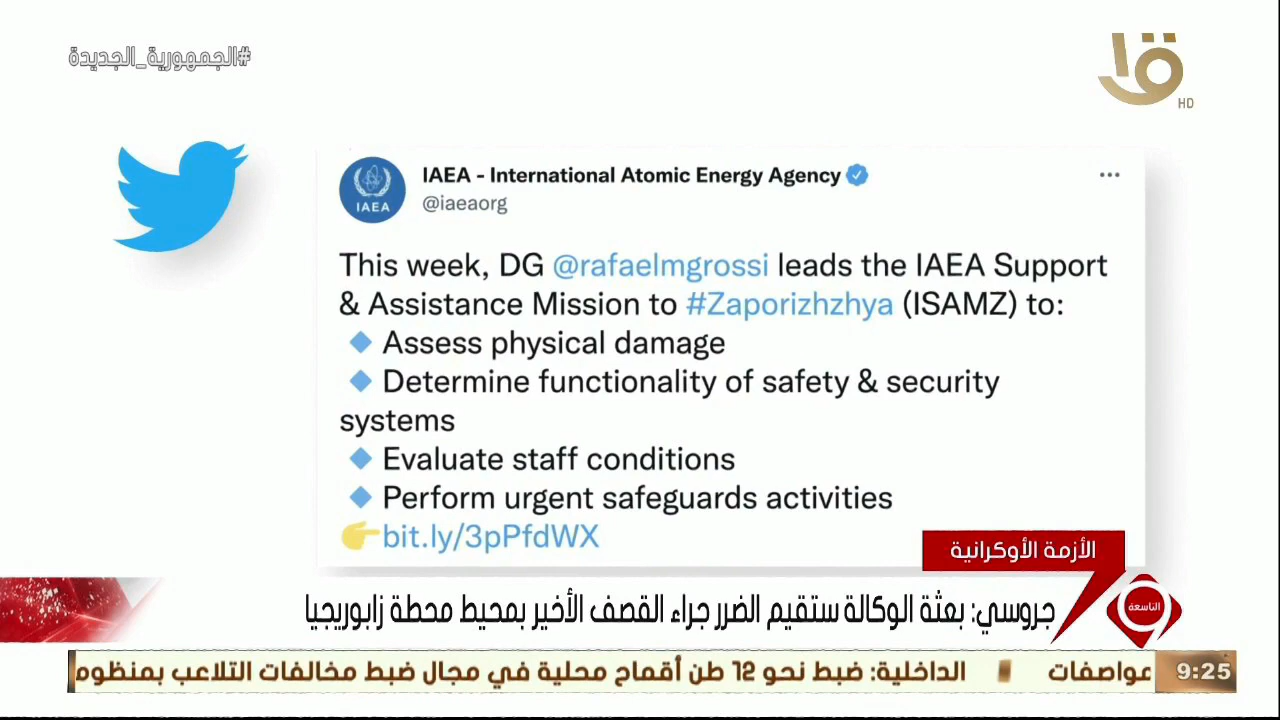 #الجمهورية_الجديدة
HD
IAEA - International Atomic Energy Agency
@iaeaorg
IAEA
This week, DG @rafaelmgrossi leads the IAEA Support
& Assistance Mission to #Zaporizhzhya (ISAMZ) to:
Assess physical damage
Determine functionality of safety & security
systems
Evaluate staff conditions
Perform urgent safeguards activities
bit.ly/3pPfdWX
الأزمة الأوكرانية
التاسعة
جروسي: بعثة الوكالة ستقيم الضرر جراء القصف الأخير بمحيط محطة زابوريجيا
9:25
مواصفات الداخلية: ضبط نحو 12 طن أقماح محلية في مجال ضبط مخالفات التلاعب بمنظوم